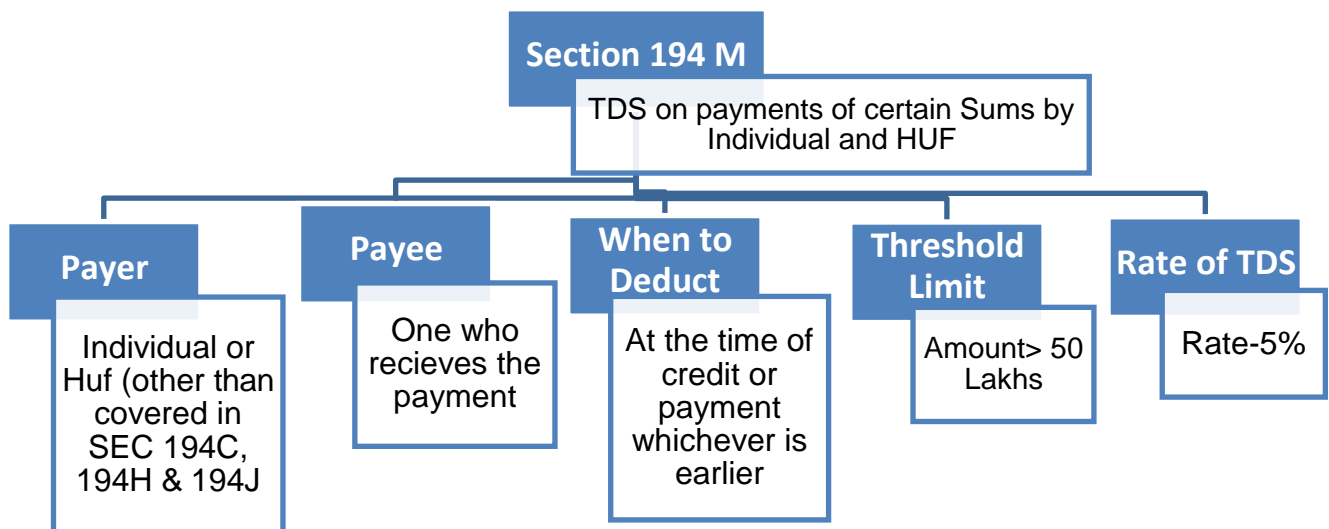 Section 194 M
TDS on payments of certain Sums by
Individual and HUF
Payer
Individual or
Huf (other than
covered in
SEC 194C,
194H & 194J
Payee
One who
recieves the
payment
When to
Deduct
At the time of
credit or
payment
whichever is
earlier
Threshold
Limit
Amount> 50
Lakhs
Rate of TDS
Rate-5%